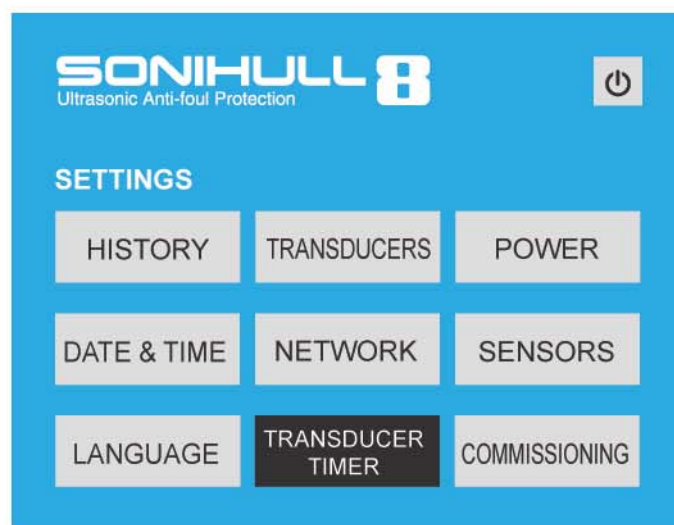 SONIHULL 8
Ultrasonic Anti-foul Protection
SETTINGS
HISTORY
TRANSDUCERS
POWER
DATE & TIME
NETWORK
SENSORS
LANGUAGE
TRANSDUCER
TIMER
COMMISSIONING